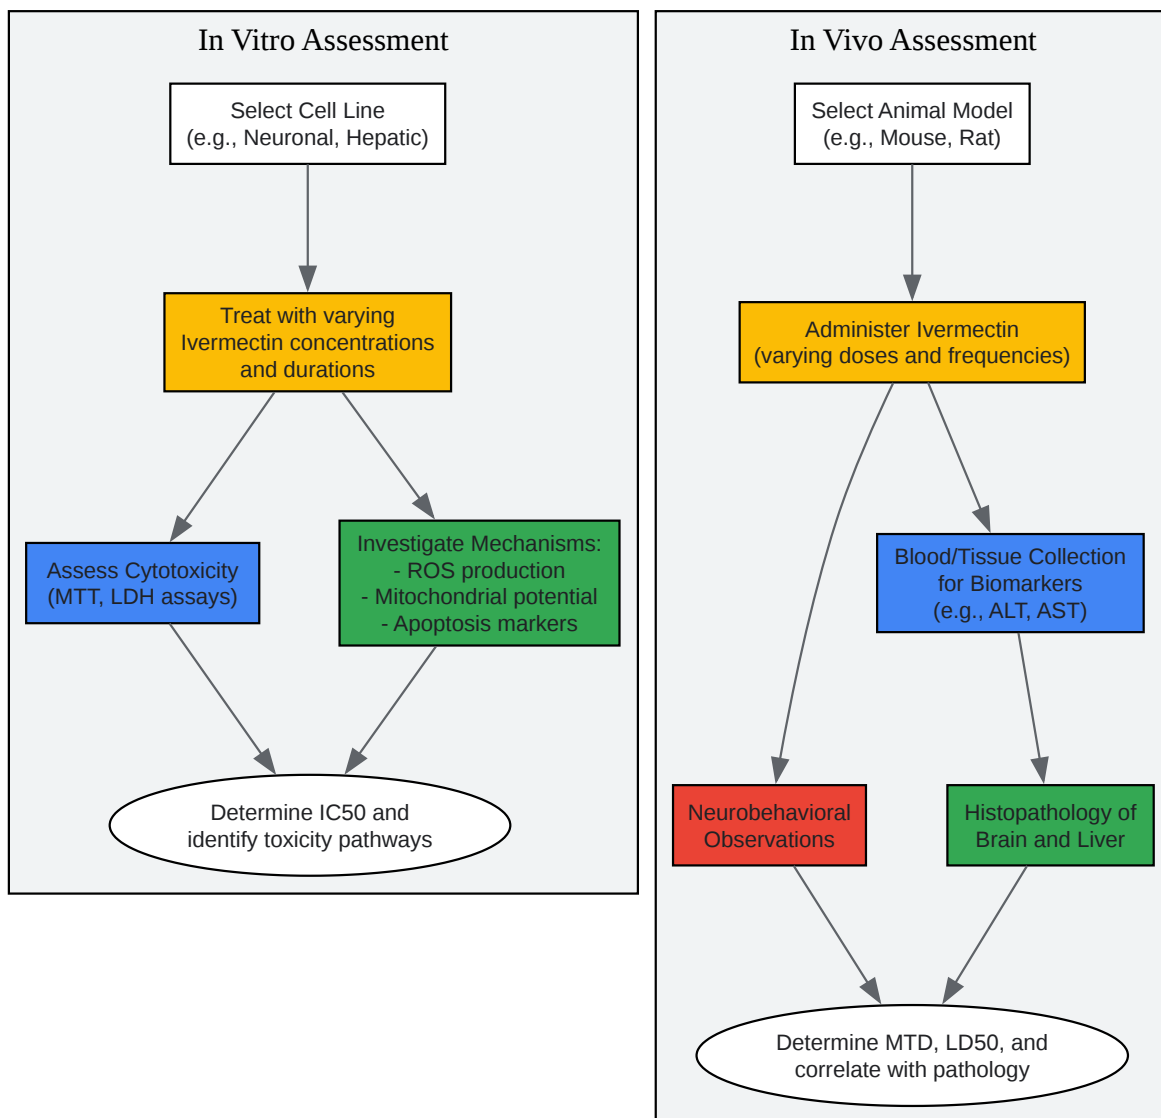 In Vitro Assessment
Select Cell Line
(e.g., Neuronal, Hepatic)
Treat with varying
Ivermectin concentrations
and durations
Assess Cytotoxicity
(MTT, LDH assays)
Investigate Mechanisms:
- ROS production
- Mitochondrial potential
- Apoptosis markers
Determine IC50 and
identify toxicity pathways
In Vivo Assessment
Select Animal Model
(e.g., Mouse, Rat)
Administer Ivermectin
(varying doses and frequencies)
Blood/Tissue Collection
for Biomarkers
(e.g., ALT, AST)
Neurobehavioral
Observations
Histopathology of
Brain and Liver
Determine MTD, LD50, and
correlate with pathology